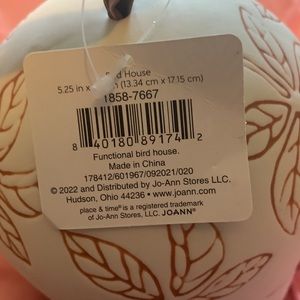 Bird House
5.25 in x in (13.34 cm x 17.15 cm)
1858-7667
8 40180 89174 2
Functional bird house.
Made in China
178412/601967/092021/020
© 2022 and Distributed by Jo-Ann Stores LLC.
Hudson, Ohio 44236 • www.joann.com
place & time® is a registered trademark
of Jo-Ann Stores, LLC. JOANN®